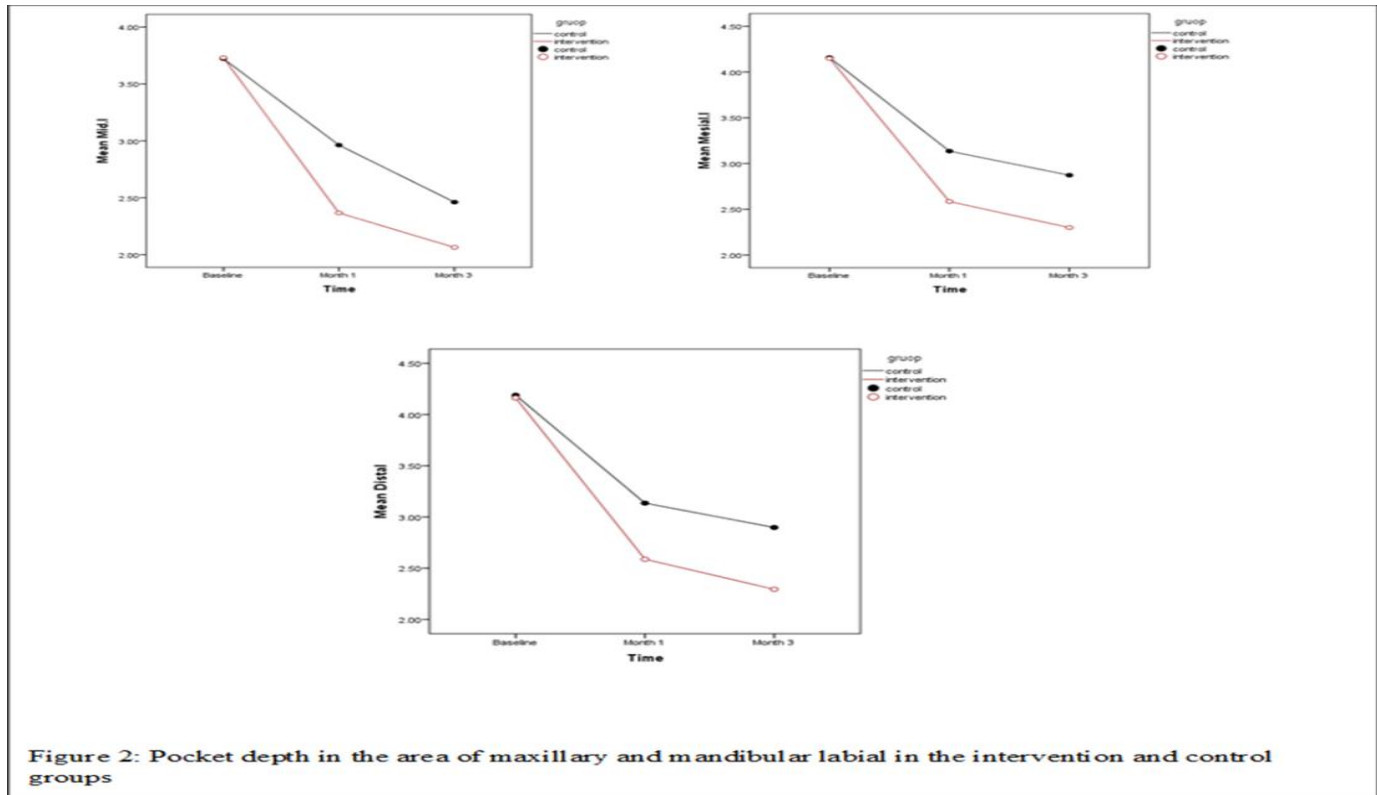 gruop
control
intervention
control
intervention
4.00
3.50
3.00
2.50
2.00
Mean Mid.l
Baseline
Month 1
Month 3
Time
gruop
control
intervention
control
intervention
4.50
4.00
3.50
3.00
2.50
2.00
Mean Mesial.l
Baseline
Month 1
Month 3
Time
gruop
control
intervention
control
intervention
4.50
4.00
3.50
3.00
2.50
2.00
Mean Distal
Baseline
Month 1
Month 3
Time
Figure 2: Pocket depth in the area of maxillary and mandibular labial in the intervention and control
groups